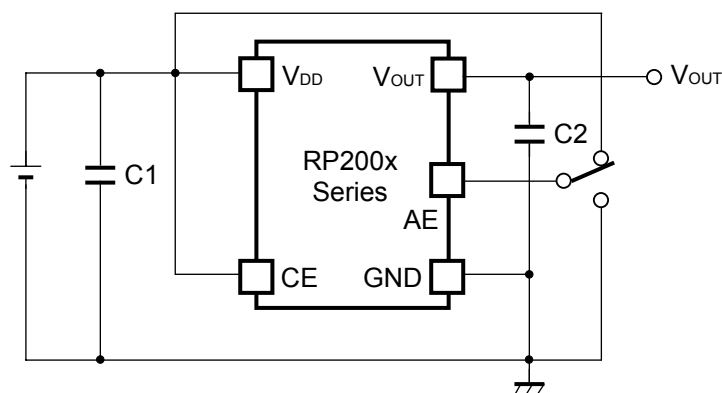 VDD
VOUT
VOUT
C1
C2
RP200x
Series
AE
CE
GND